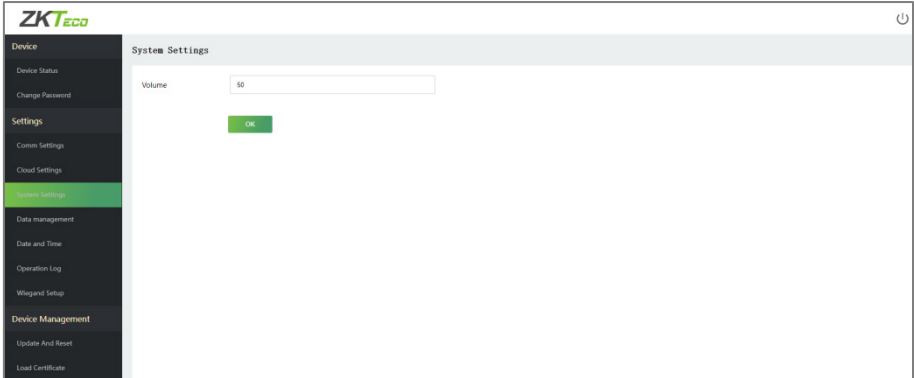 ZKTeco
Device
Device Status
Change Password
Settings
Comm Settings
Cloud Settings
System Settings
Data management
Date and Time
Operation Log
Wiegand Setup
Device Management
Update And Reset
Load Certificate
System Settings
Volume
50
OK